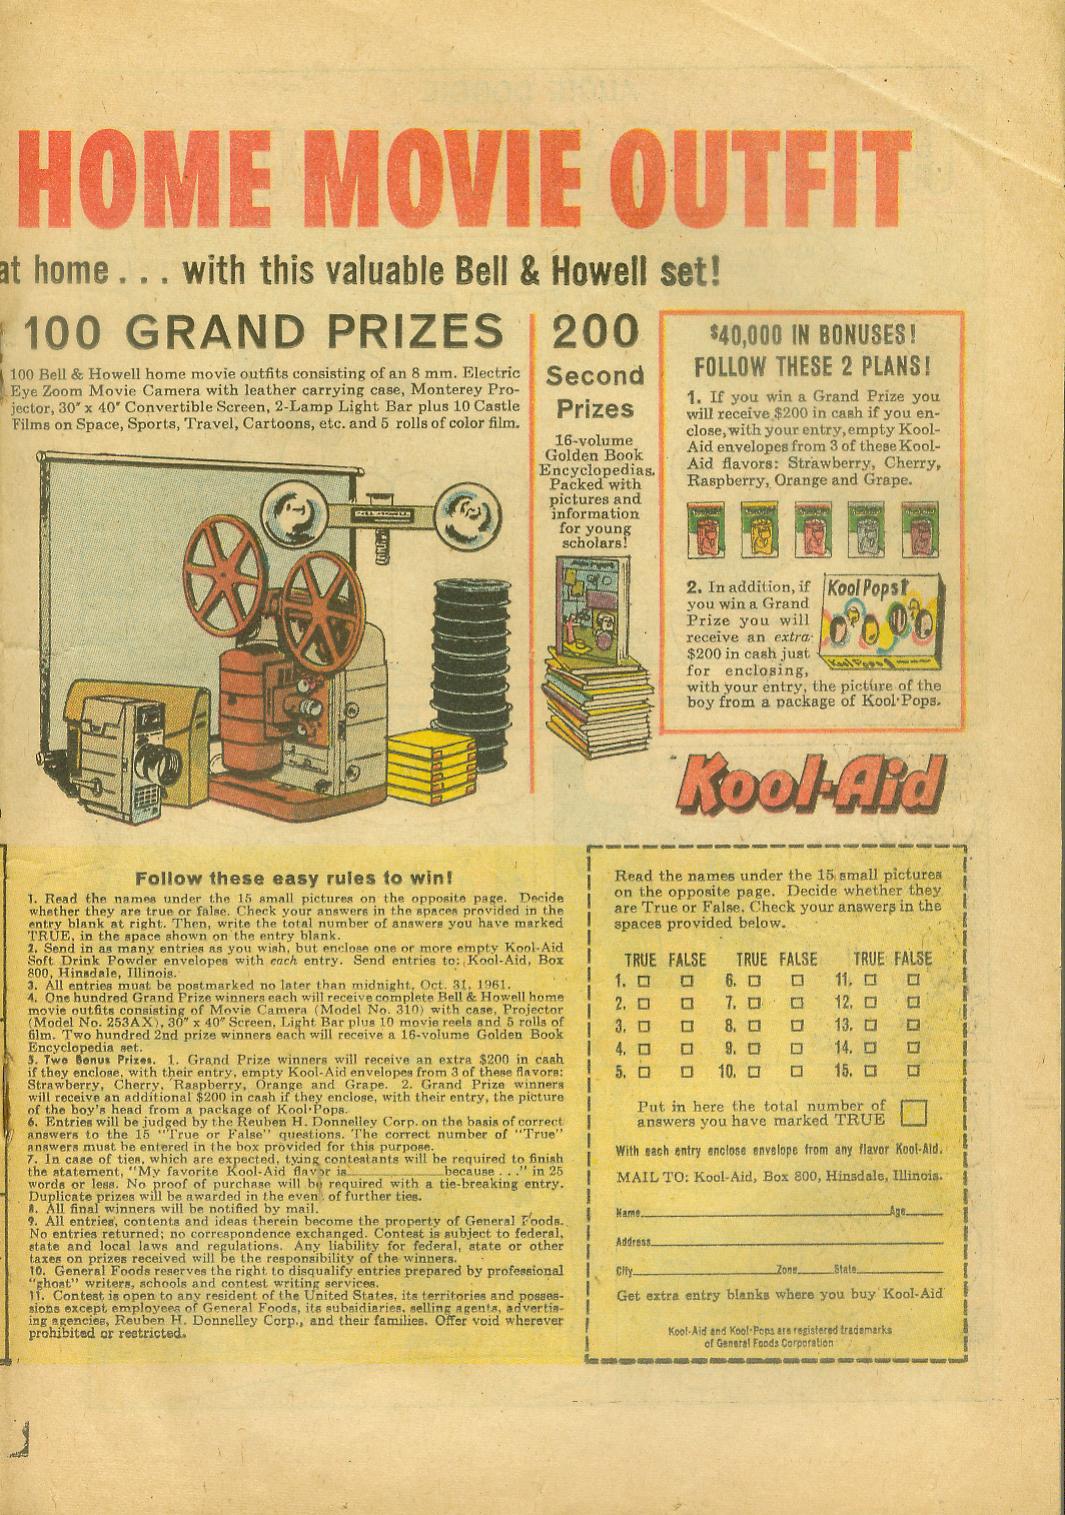 HOME MOVIE OUTFIT
at home . . . with this valuable Bell & Howell set!
100 GRAND PRIZES
100 Bell & Howell home movie outfits consisting of an 8 mm. Electric
Eye Zoom Movie Camera with leather carrying case, Monterey Pro-
jector, 30" x 40" Convertible Screen, 2-Lamp Light Bar plus 10 Castle
Films on Space, Sports, Travel, Cartoons, etc. and 5 rolls of color film.
200
Second
Prizes
16-volume
Golden Book
Encyclopedias.
Packed with
pictures and
information
for young
scholars!
$40,000 IN BONUSES!
FOLLOW THESE 2 PLANS!
1. If you win a Grand Prize you
will receive $200 in cash if you en-
close, with your entry, empty Kool-
Aid envelopes from 3 of these Kool-
Aid flavors: Strawberry, Cherry,
Raspberry, Orange and Grape.
2. In addition, if
you win a Grand
Prize you will
receive an extra
$200 in cash just
for enclosing,
with your entry, the picture of the
boy from a package of Kool·Pops.
Kool Pops!
Kool Pops
Kool-Aid
Follow these easy rules to win!
1. Read the names under the 15 small pictures on the opposite page. Decide
whether they are true or false. Check your answers in the spaces provided in the
entry blank at right. Then, write the total number of answers you have marked
TRUE, in the space shown on the entry blank.
2. Send in as many entries as you wish, but enclose one or more empty Kool-Aid
Soft Drink Powder envelopes with each entry. Send entries to: Kool-Aid, Box
800, Hinsdale, Illinois.
3. All entries must be postmarked no later than midnight, Oct. 31, 1961.
4. One hundred Grand Prize winners each will receive complete Bell & Howell home
movie outfits consisting of Movie Camera (Model No. 310) with case, Projector
(Model No. 253AX), 30" x 40" Screen, Light Bar plus 10 movie reels and 5 rolls of
film. Two hundred 2nd prize winners each will receive a 16-volume Golden Book
Encyclopedia set.
5. Two Bonus Prizes. 1. Grand Prize winners will receive an extra $200 in cash
if they enclose, with their entry, empty Kool-Aid envelopes from 3 of these flavors:
Strawberry, Cherry, Raspberry, Orange and Grape. 2. Grand Prize winners
will receive an additional $200 in cash if they enclose, with their entry, the picture
of the boy's head from a package of Kool·Pops.
6. Entries will be judged by the Reuben H. Donnelley Corp. on the basis of correct
answers to the 15 "True or False" questions. The correct number of "True"
answers must be entered in the box provided for this purpose.
7. In case of ties, which are expected, tying contestants will be required to finish
the statement, "My favorite Kool-Aid flavor is____________because . . ." in 25
words or less. No proof of purchase will be required with a tie-breaking entry.
Duplicate prizes will be awarded in the even of further ties.
8. All final winners will be notified by mail.
9. All entries, contents and ideas therein become the property of General Foods.
No entries returned; no correspondence exchanged. Contest is subject to federal,
state and local laws and regulations. Any liability for federal, state or other
taxes on prizes received will be the responsibility of the winners.
10. General Foods reserves the right to disqualify entries prepared by professional
"ghost" writers, schools and contest writing services.
11. Contest is open to any resident of the United States, its territories and posses-
sions except employees of General Foods, its subsidiaries, selling agents, advertis-
ing agencies, Reuben H. Donnelley Corp., and their families. Offer void wherever
prohibited or restricted.
Read the names under the 15 small pictures
on the opposite page. Decide whether they
are True or False. Check your answers in the
spaces provided below.
TRUE FALSE TRUE FALSE TRUE FALSE
1. 6. 11.
2. 7. 12.
3. 8. 13.
4. 9. 14.
5. 10. 15.
Put in here the total number of
answers you have marked TRUE
With each entry enclose envelope from any flavor Kool-Aid.
MAIL TO: Kool-Aid, Box 800, Hinsdale, Illinois.
Name Age
Address
City Zone State
Get extra entry blanks where you buy Kool-Aid
Kool-Aid and Kool·Pops are registered trademarks
of General Foods Corporation